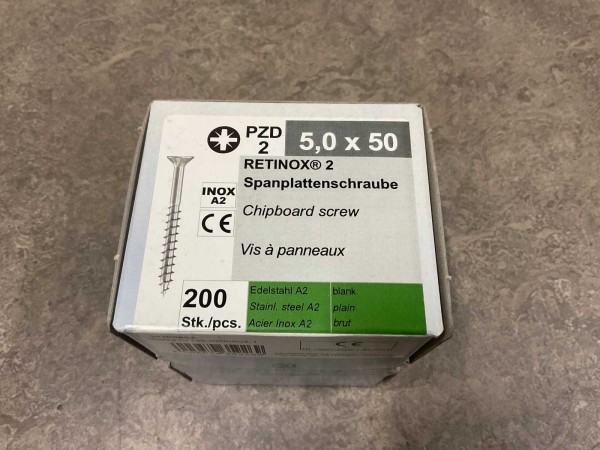 PZD 2
5,0 x 50
RETINOX® 2
Spanplattenschraube
INOX
A2
Chipboard screw
CE
Vis à panneaux
200
Stk./pcs.
Edelstahl A2 blank
Stainl. steel A2 plain
Acier Inox A2 brut
CE